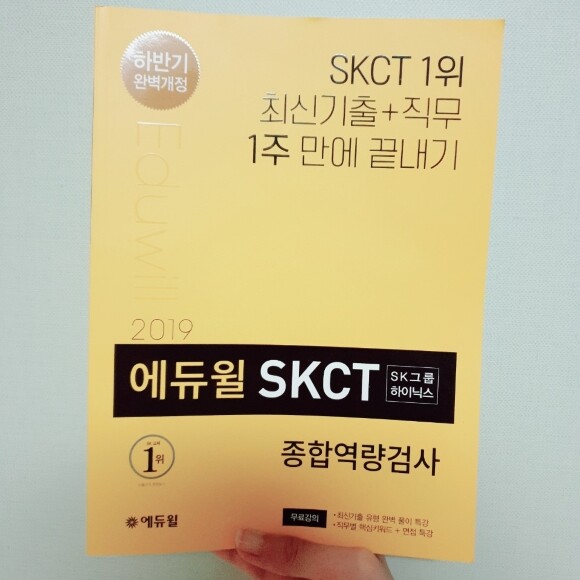 하반기
완벽개정
SKCT 1위
최신기출+직무
1주 만에 끝내기
Eduwill
2019
에듀윌 SKCT
SK그룹
하이닉스
종합역량검사
1위
에듀윌
무료강의
•최신기출 유형 완벽 풀이 특강
•직무별 핵심키워드 + 면접 특강